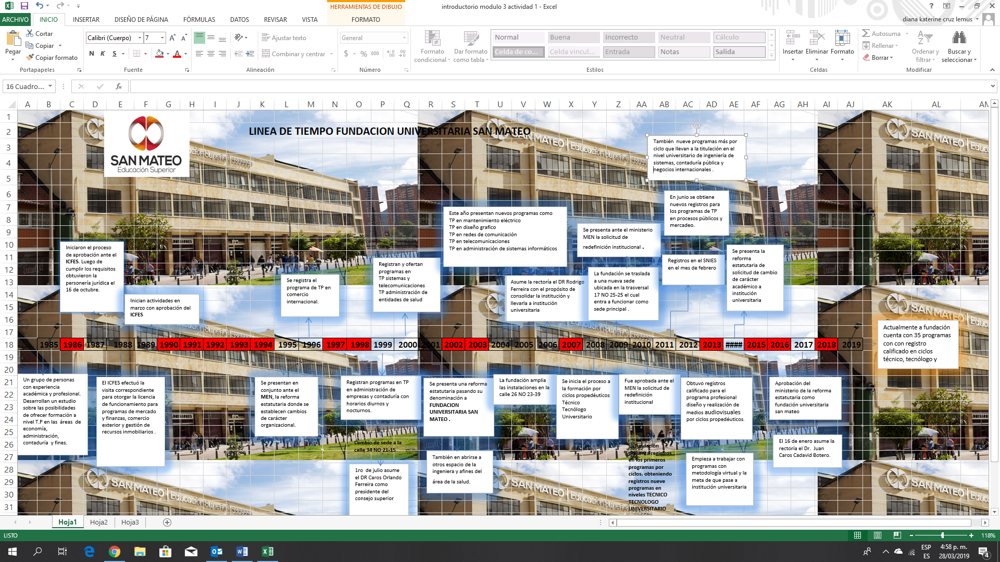 HERRAMIENTAS DE DIBUJO
introductorio modulo 3 actividad 1 - Excel
ARCHIVO INICIO INSERTAR DISEÑO DE PÁGINA FÓRMULAS DATOS REVISAR VISTA FORMATO
diana katerine cruz lemus
Pegar
Cortar
Copiar
Copiar formato
Portapapeles
Calibri (Cuerpo) 7
N K S
Fuente
Ajustar texto
Combinar y centrar
Alineación
General
$ % 000
Número
Formato condicional
Dar formato como tabla
Normal Buena Incorrecto Neutral Cálculo
Celda de co... Celda vincul... Entrada Notas Salida
Estilos
Insertar Eliminar Formato
Celdas
Autosuma
Rellenar
Borrar
Ordenar y filtrar
Buscar y seleccionar
Modificar
16 Cuadro...
fx
A B C D E F G H I J K L M N O P Q R S T U V W X Y Z AA AB AC AD AE AF AG AH AI AJ AK AL AM
1
2
3
4
5
6
7
8
9
10
11
12
13
14
15
16
17
18
19
20
21
22
23
24
25
26
27
28
29
30
31
SAN MATEO
Educación Superior
LINEA DE TIEMPO FUNDACION UNIVERSITARIA SAN MATEO
También nueve programas más por
ciclo que llevan a la titulación en el
nivel universitario de ingeniería de
sistemas, contaduría pública y
negocios internacionales .
En junio se obtiene
nuevos registros para
los programas de TP
en procesos públicos y
mercadeo.
Este año presentan nuevos programas como
TP en mantenimiento eléctrico
TP en diseño grafico
TP en redes de comunicación
TP en telecomunicaciones
TP en administración de sistemas informáticos
Se presenta ante el ministerio
MEN la solicitud de
redefinición institucional .
Iniciaron el proceso
de aprobación ante el
ICFES. Luego de
cumplir los requisitos
obtuvieron la
personería jurídica el
16 de octubre.
Inician actividades en
marzo con aprobación del
ICFES
Se registra el
programa de TP en
comercio
internacional.
Registran y ofertan
programas en
TP sistemas y
telecomunicaciones
TP administración de
entidades de salud
Asume la rectoría el DR Rodrigo
Ferreira con el propósito de
consolidar la institución y
llevarla a institución
universitaria
La fundación se traslada
a una nueva sede
ubicada en la trasversal
17 NO 25-25 el cual
entra a funcionar como
sede principal .
Registros en el SNIES
en el mes de febrero
Se presenta la
reforma
estatutaria de
solicitud de cambio
de carácter
académico a
institución
universitaria
Actualmente a fundación
cuenta con 35 programas
con con registro
calificado en ciclos
técnico, tecnólogo y
1985 1986 1987 1988 1989 1990 1991 1992 1993 1994 1995 1996 1997 1998 1999 2000 2001 2002 2003 2004 2005 2006 2007 2008 2009 2010 2011 2012 2013 #### 2015 2016 2017 2018 2019
Un grupo de personas
con experiencia
académica y profesional.
Desarrollan un estudio
sobre las posibilidades
de ofrecer formación a
nivel T.P en las áreas de
economía,
administración,
contaduría y fines.
El ICFES efectuó la
visita correspondiente
para otorgar la licencia
de funcionamiento para
programas de mercado
y finanzas, comercio
exterior y gestión de
recursos inmobiliarios .
Se presentan en
conjunto ante el
MEN, la reforma
estatutaria donde se
establecen cambios
de carácter
organizacional.
Registran programas en TP
en administración de
empresas y contaduría con
horarios diurnos y
nocturnos.
Cambio de sede a la
calle 34 NO 21-15
1ro de julio asume
el DR Caros Orlando
Ferreira como
presidente del
consejo superior
Se presenta una reforma
estatutaria pasando su
denominación a
FUNDACION
UNIVERSITARIA SAN
MATEO .
También en abrirse a
otros espacio de la
ingeniera y afines del
área de la salud.
La fundación amplia
las instalaciones en la
calle 26 NO 23-39
Se inicia el proceso a
la formación por
ciclos propedéuticos
Técnico
Tecnólogo
Universitario
Fue aprobada ante el
MEN la solicitud de
redefinición
institucional
La fundación
presenta registros
en los primeros
programas por
ciclos. obteniendo
registros nueve
programas en
niveles TECNICO
TECNOLOGO
UNIVERSITARIO
Obtuvo registros
calificado para el
programa profesional
diseño y realización de
medios audiovisuales
por ciclos propedéuticos.
Empieza a trabajar con
programas con
metodología virtual y la
meta de que pase a
institución universitaria
Aprobación del
ministerio de la reforma
estatutaria como
fundación universitaria
san mateo
El 16 de enero asume la
rectoría el Dr. Juan
Caros Cadavid Botero.
Hoja1 Hoja2 Hoja3
LISTO
118%
ESP
ES
4:58 p. m.
28/03/2019
4